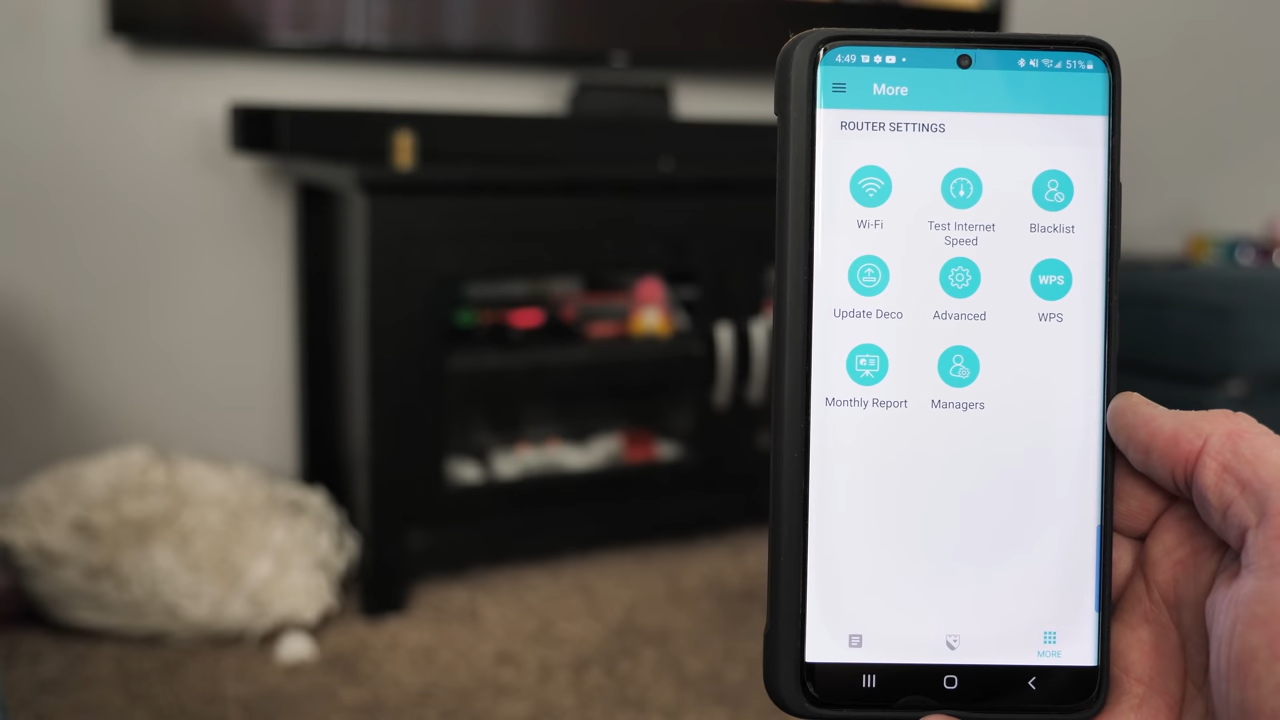 4:49 51%
More
ROUTER SETTINGS
Wi-Fi Test Internet Speed Blacklist
Update Deco Advanced WPS WPS
Monthly Report Managers
MORE